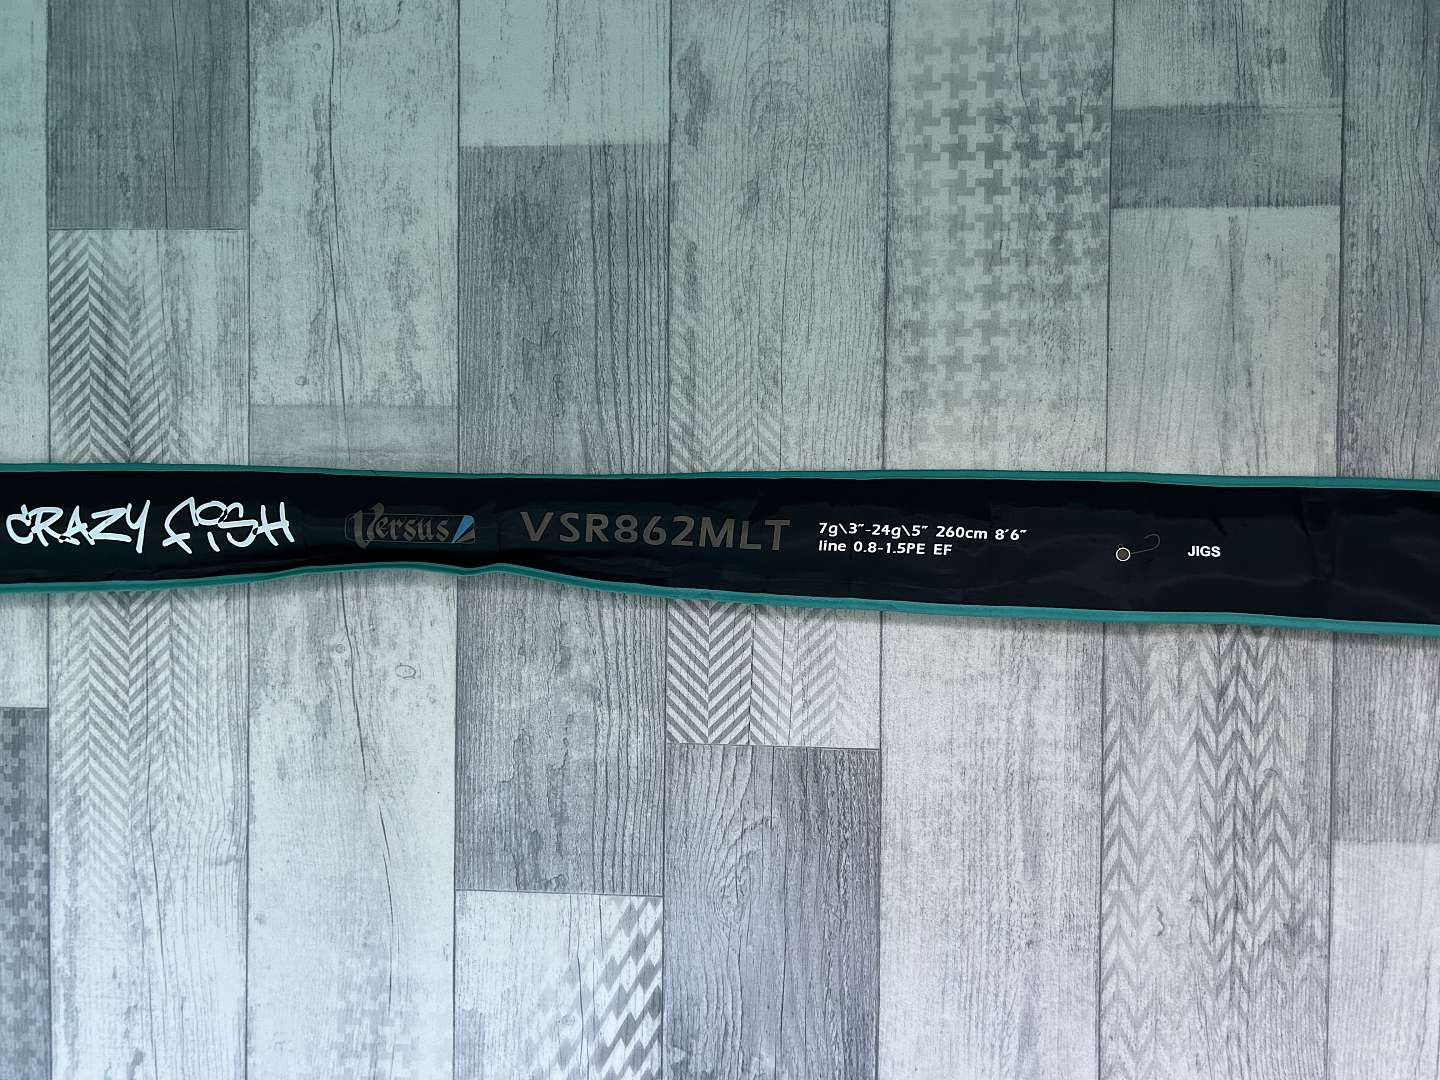 CRAZY FISH
Versus
VSR862MLT
7g\3"-24g\5" 260cm 8'6"
line 0.8-1.5PE EF
JIGS